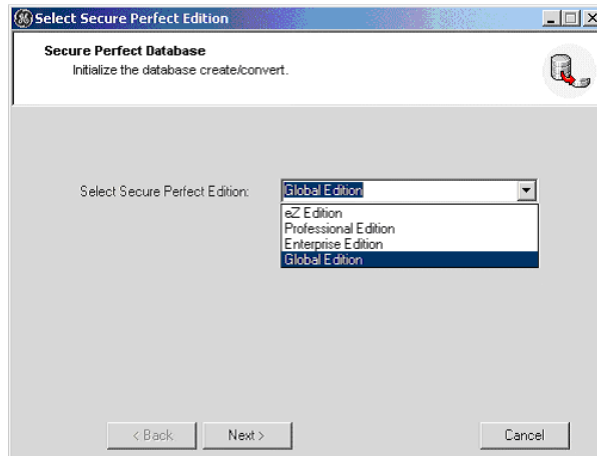 Select Secure Perfect Edition
Secure Perfect Database
Initialize the database create/convert.
Select Secure Perfect Edition:
Global Edition
eZ Edition
Professional Edition
Enterprise Edition
Global Edition
< Back
Next >
Cancel